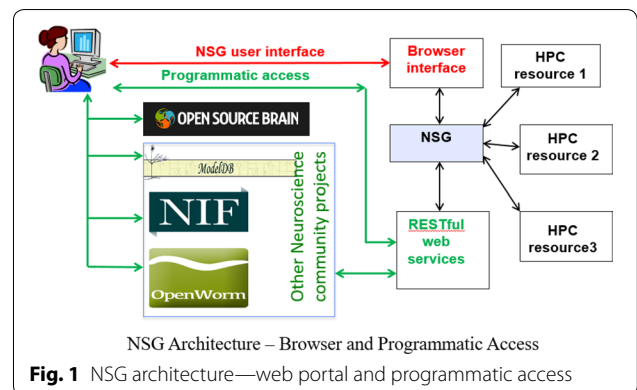 NSG user interface
Programmatic access
Browser
interface
HPC
resource 1
OPEN SOURCE BRAIN
NSG
HPC
resource 2
ModelDB
NIF
OpenWorm
Other Neuroscience
community projects
RESTful
web
services
HPC
resource3
NSG Architecture – Browser and Programmatic Access
Fig. 1 NSG architecture—web portal and programmatic access